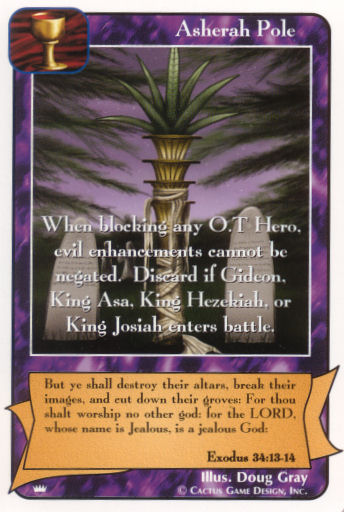 Asherah Pole
When blocking any O.T Hero,
evil enhancements cannot be
negated. Discard if Gideon,
King Asa, King Hezekiah, or
King Josiah enters battle.
But ye shall destroy their altars, break their
images, and cut down their groves: For thou
shalt worship no other god: for the LORD,
whose name is Jealous, is a jealous God:
Exodus 34:13-14
Illus. Doug Gray
© CACTUS GAME DESIGN, INC.